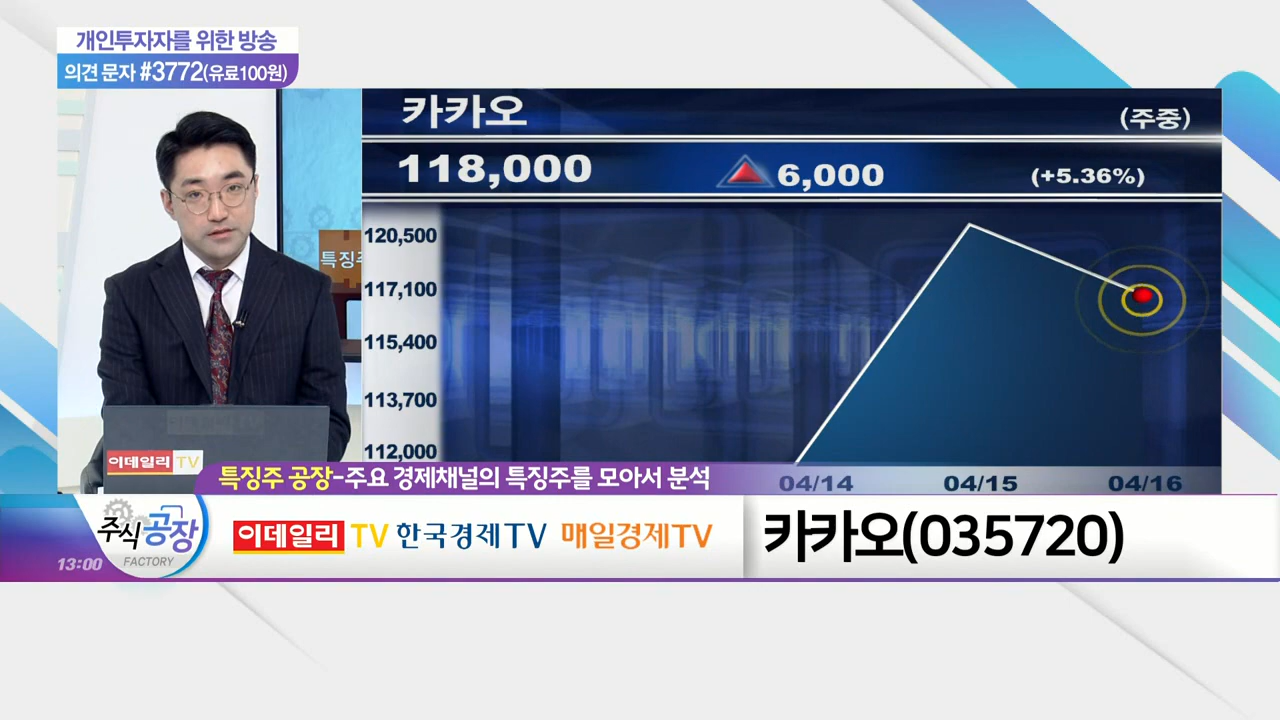 개인투자자를 위한 방송
의견 문자 #3772(유료100원)
카카오
(주중)
118,000
6,000
(+5.36%)
특징주
120,500
117,100
115,400
113,700
112,000
04/14
04/15
04/16
이데일리 TV
특징주 공장-주요 경제채널의 특징주를 모아서 분석
주식공장
FACTORY
13:00
이데일리 TV 한국경제TV 매일경제TV
카카오(035720)